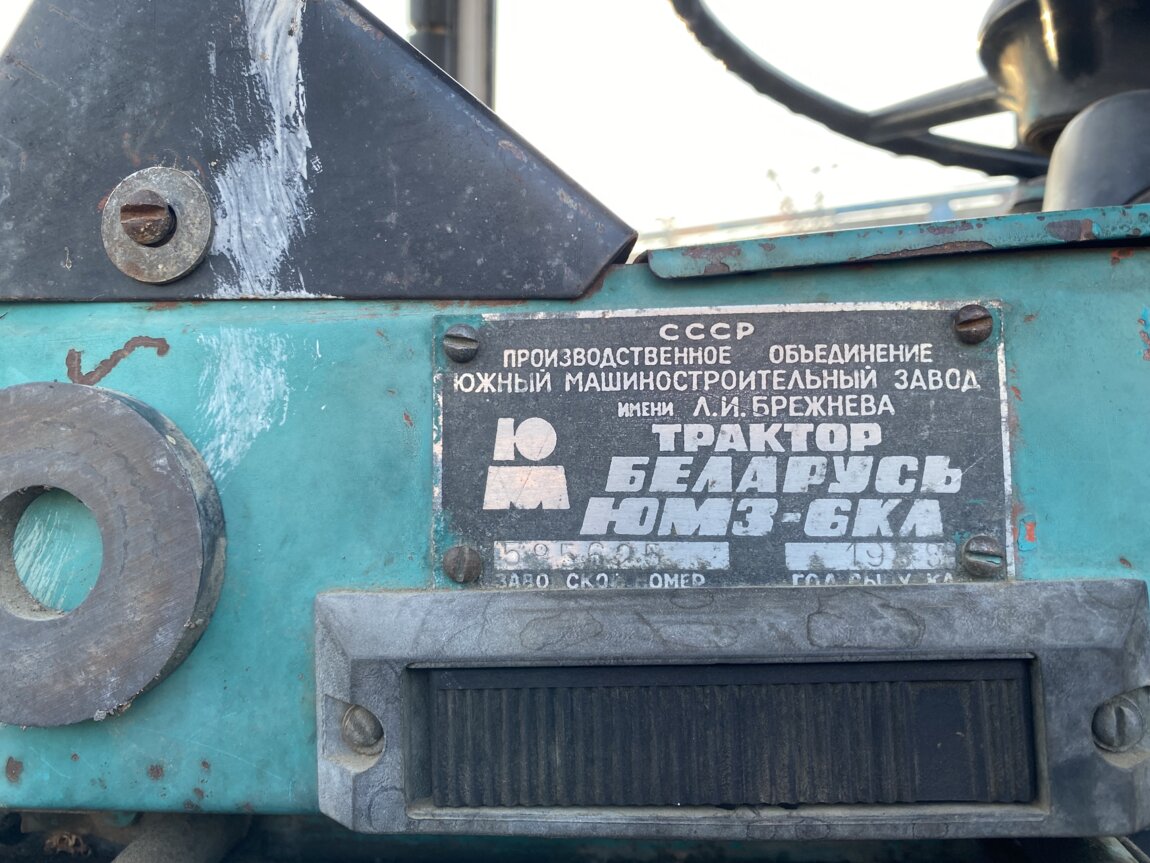 СССР
ПРОИЗВОДСТВЕННОЕ ОБЪЕДИНЕНИЕ
ЮЖНЫЙ МАШИНОСТРОИТЕЛЬНЫЙ ЗАВОД
ИМЕНИ Л.И. БРЕЖНЕВА
ЮМ
ТРАКТОР
БЕЛАРУСЬ
ЮМЗ-6КЛ